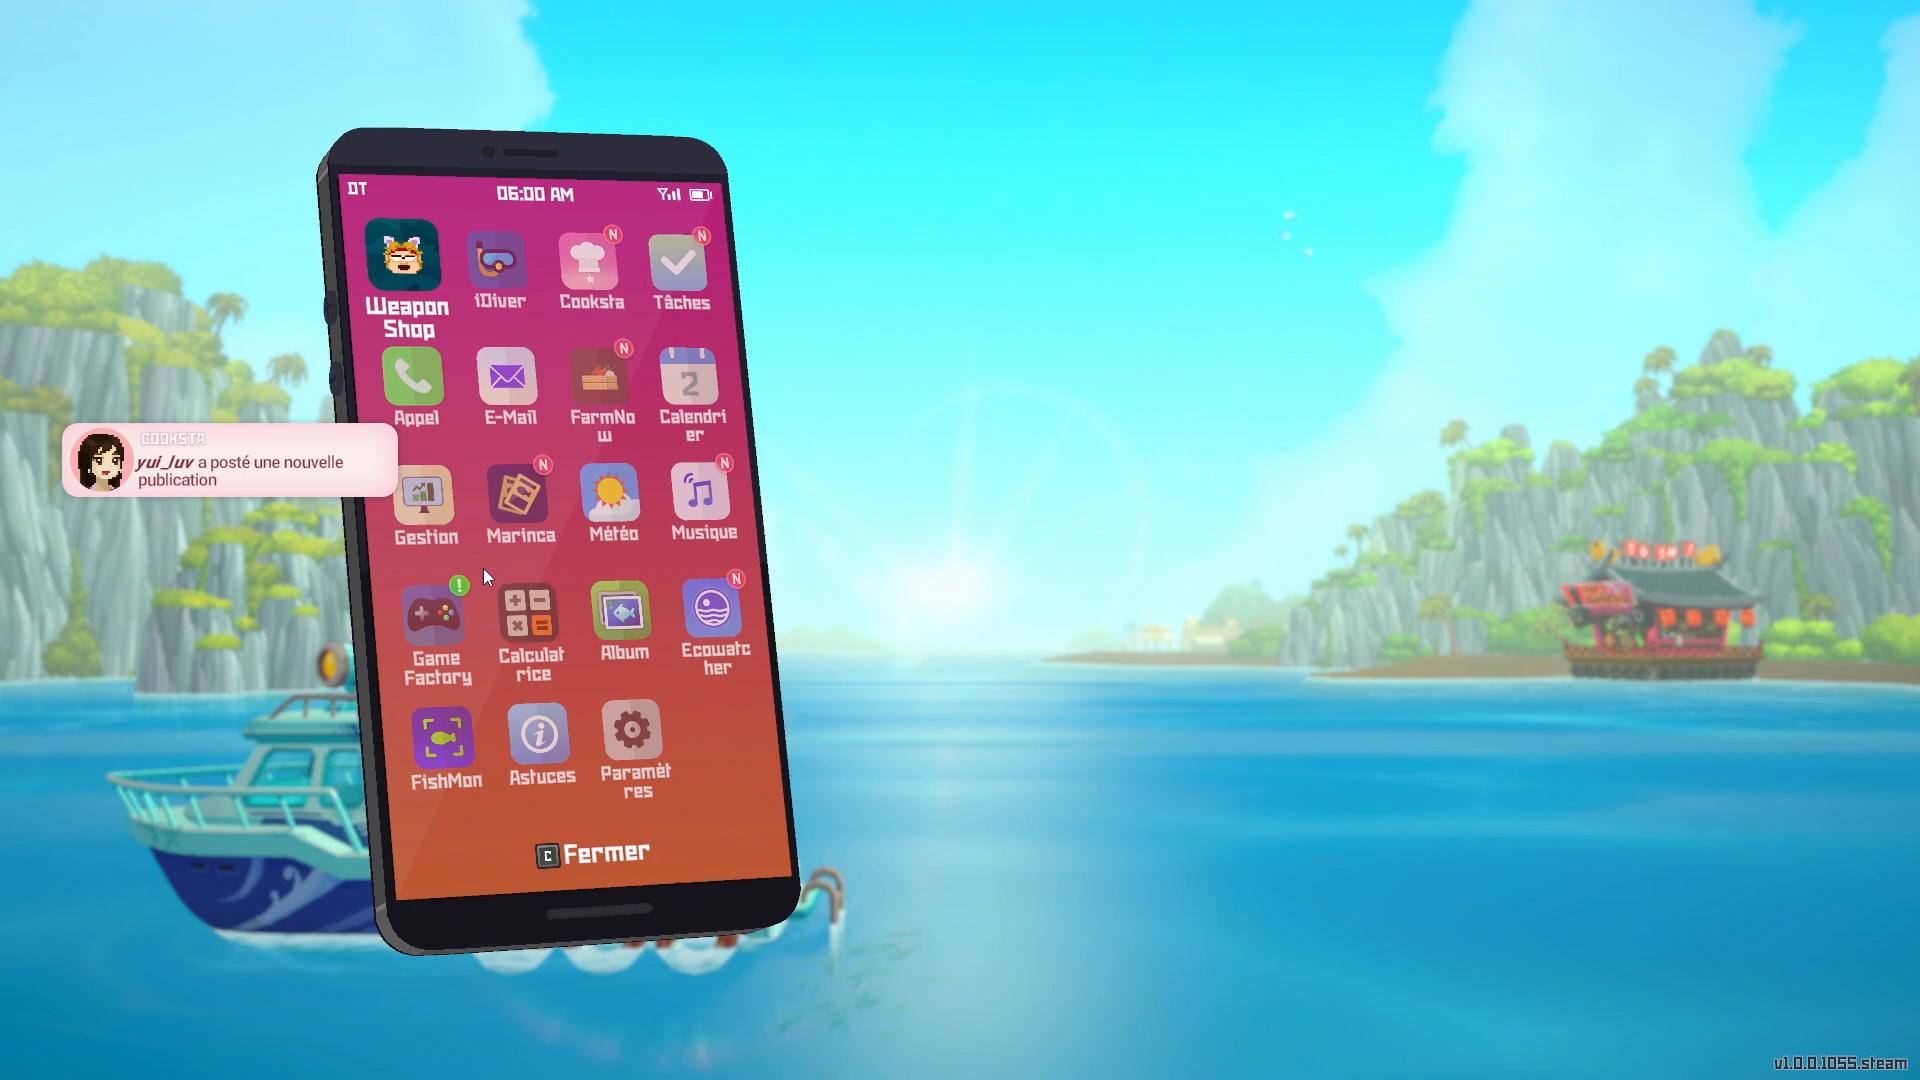 DT
06:00 AM
N
N
Weapon
Shop
iDiver
Cooksta
Tâches
N
2
Appel
E-Mail
FarmNo
w
Calendri
er
COOKSTA
yui_luv a posté une nouvelle
publication
N
N
Gestion
Marinca
Météo
Musique
!
N
Game
Factory
Calculat
rice
Album
Ecowatc
her
FishMon
Astuces
Paramèt
res
C Fermer
v1.0.0.1055.steam